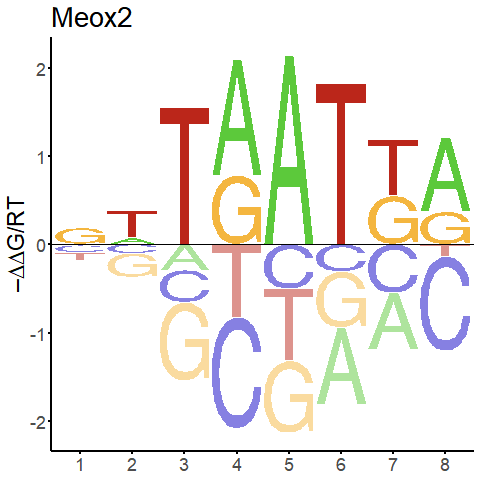 Meox2
−ΔΔG/RT
2
1
0
-1
-2
G T T A A T T A
A G G G
C C A T C C C T
T G C C T G A C
G G A
1 2 3 4 5 6 7 8